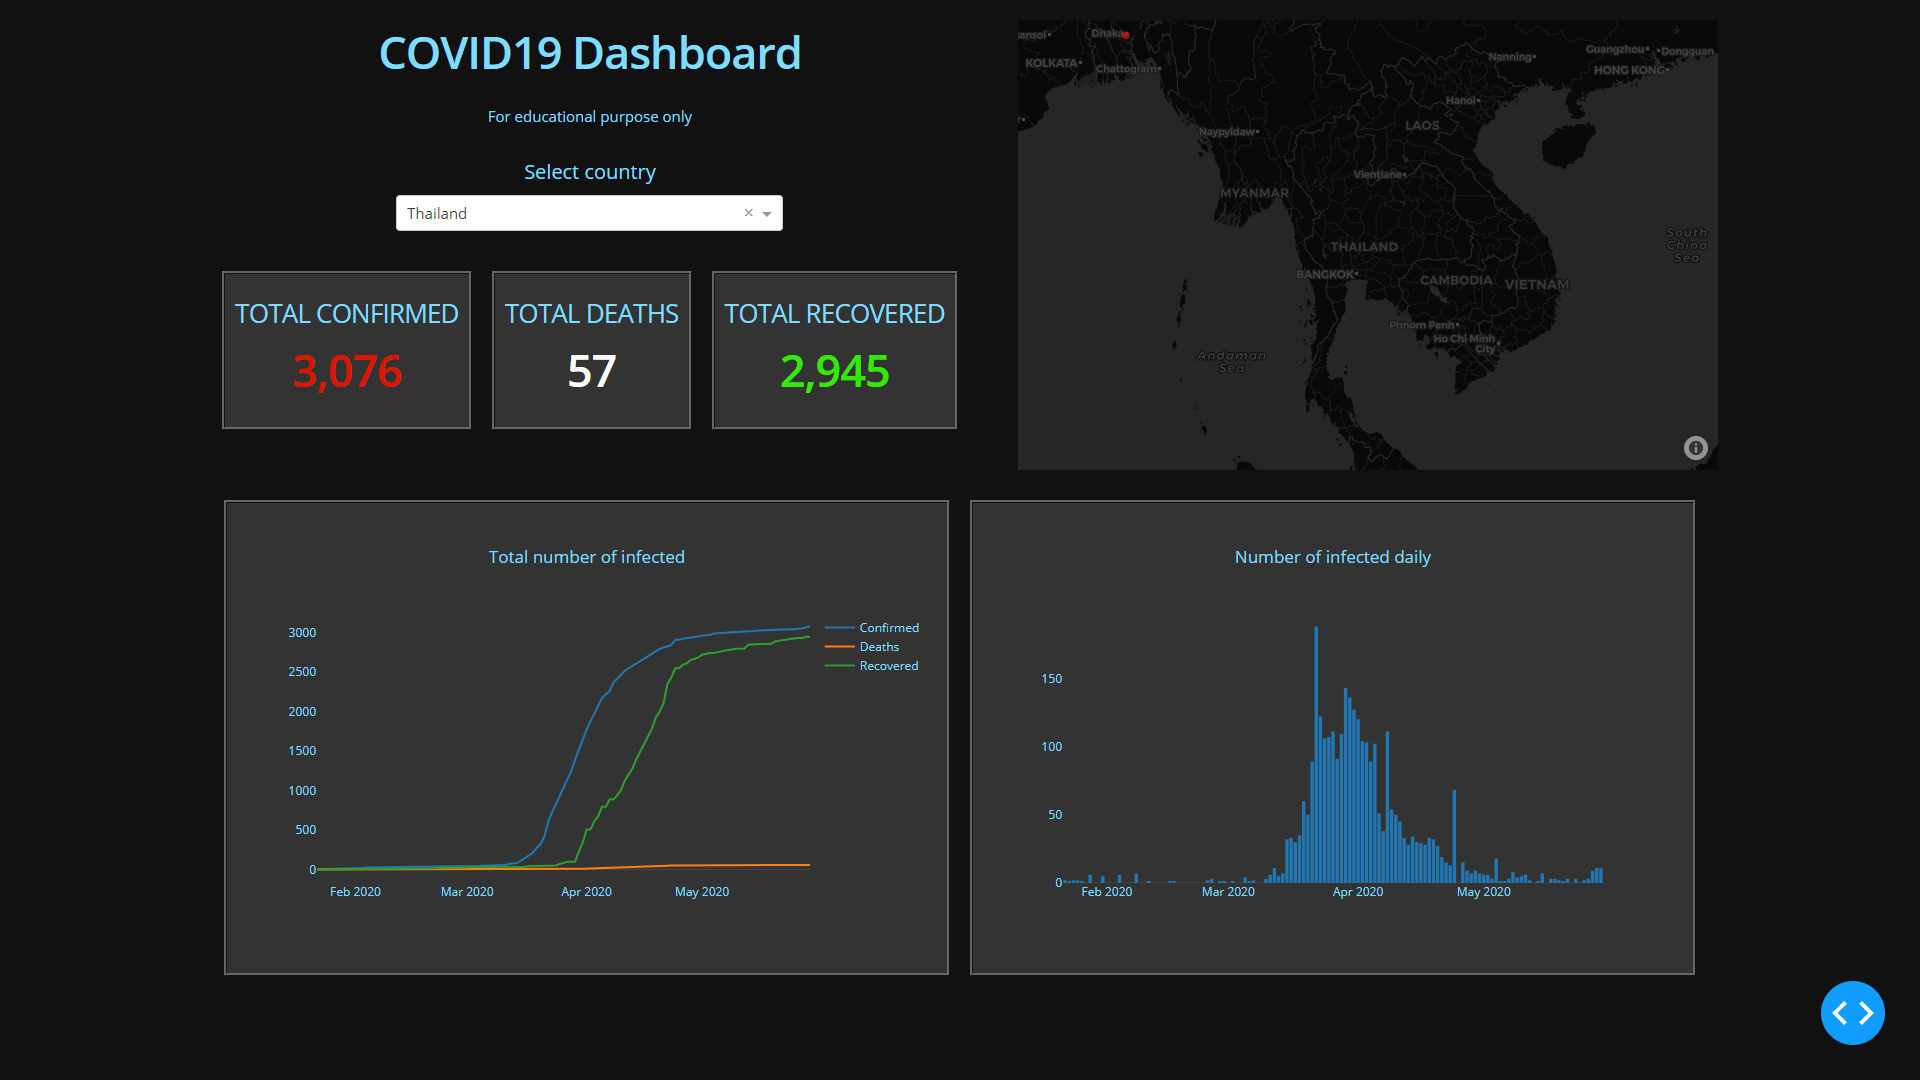 COVID19 Dashboard
For educational purpose only
Select country
Thailand
TOTAL CONFIRMED
3,076
TOTAL DEATHS
57
TOTAL RECOVERED
2,945
Dhaka
KOLKATA
Chattogram
Nanning
Guangzhou
Dongguan
HONG KONG
Hanoi
LAOS
Naypyidaw
Vientiane
MYANMAR
THAILAND
BANGKOK
CAMBODIA
VIETNAM
South
China
Sea
Phnom Penh
Ho Chi Minh
City
Andaman
Sea
Total number of infected
3000
2500
2000
1500
1000
500
0
Feb 2020
Mar 2020
Apr 2020
May 2020
Confirmed
Deaths
Recovered
Number of infected daily
150
100
50
0
Feb 2020
Mar 2020
Apr 2020
May 2020